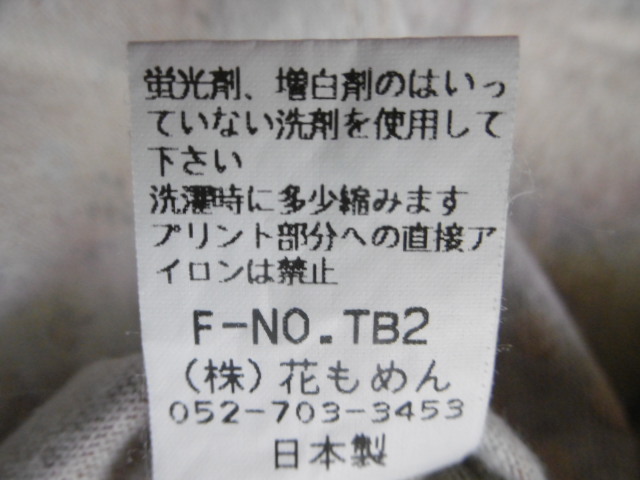 蛍光剤、増白剤のはいっ
ていない洗剤を使用して
下さい
洗濯時に多少縮みます
プリント部分への直接ア
イロンは禁止
F-NO.TB2
(株)花もめん
052-703-3453
日本製